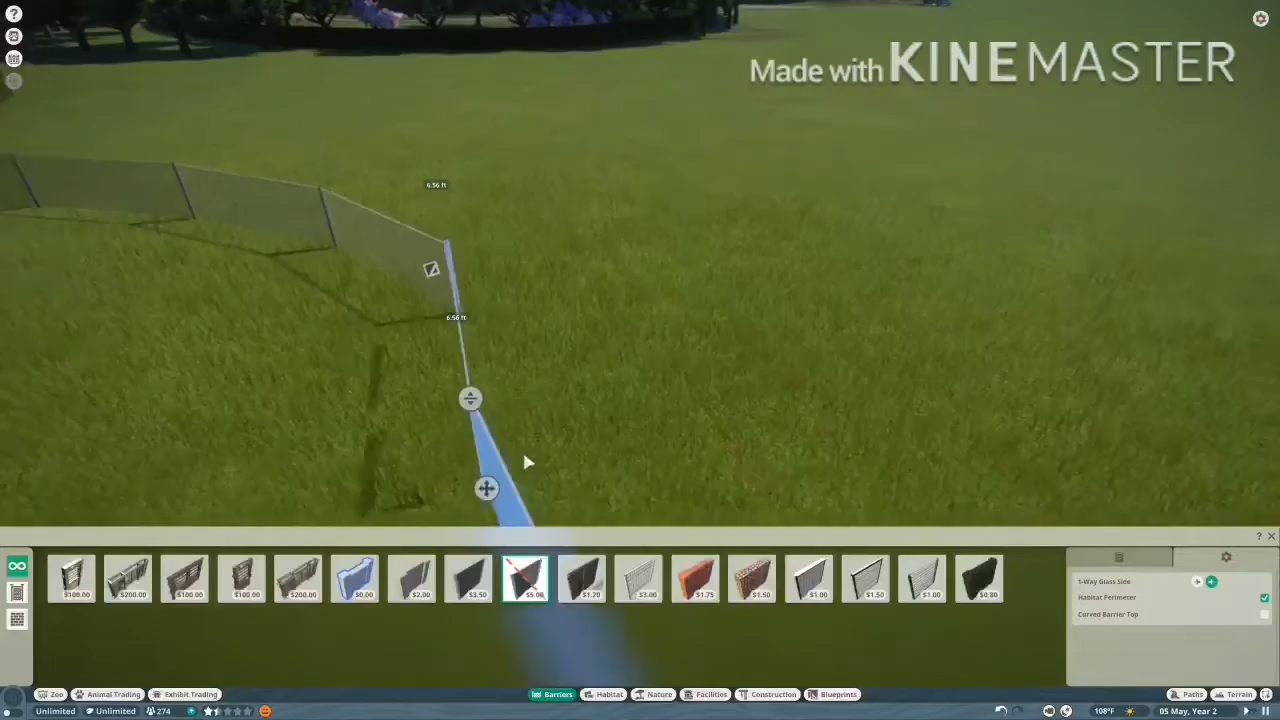 Made with KINEMASTER
6.56 ft
6.56 ft
?
$100.00 $200.00 $100.00 $100.00 $200.00 $0.00 $2.00 $3.50 $5.00 $1.20 $3.00 $1.75 $1.50 $1.00 $1.50 $1.00 $0.80
1-Way Glass Side
Habitat Perimeter
Curved Barrier Top
Zoo Animal Trading Exhibit Trading Barriers Habitat Nature Facilities Construction Blueprints Paths Terrain
Unlimited Unlimited 274 108°F 05 May, Year 2